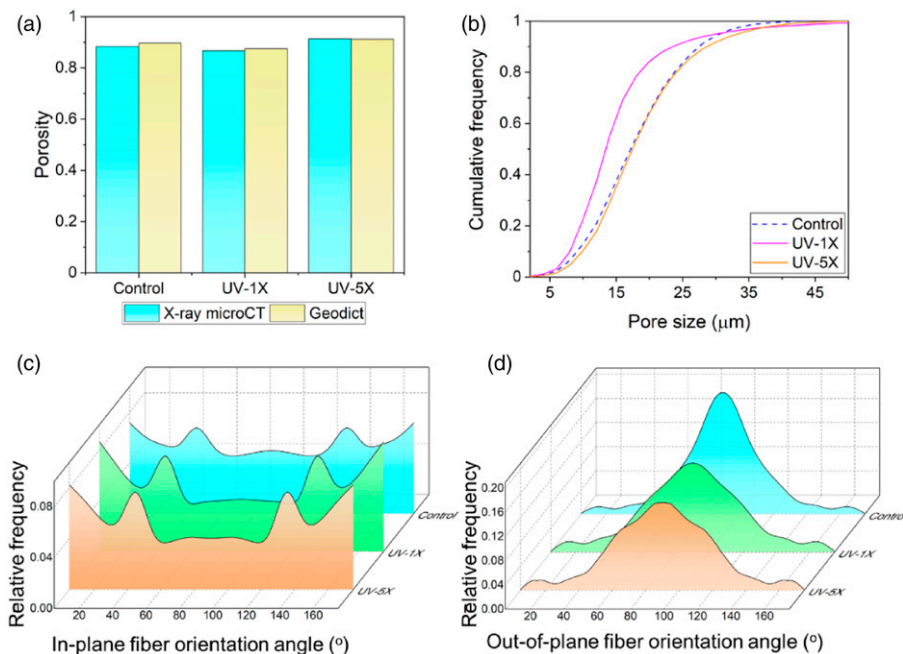 (a)
Porosity
1
0.8
0.6
0.4
0.2
0
Control UV-1X UV-5X
X-ray microCT Geodict
(b)
Cumulative frequency
1.0
0.8
0.6
0.4
0.2
0
5 15 25 35 45
Control
UV-1X
UV-5X
Pore size (μm)
(c)
Relative frequency
0.08
0.04
0.00
20 40 60 80 100 120 140 160
Control
UV-1X
UV-5X
In-plane fiber orientation angle (º)
(d)
Relative frequency
0.20
0.16
0.12
0.08
0.04
0.00
20 40 60 80 100 120 140 160
Control
UV-1X
UV-5X
Out-of-plane fiber orientation angle (º)